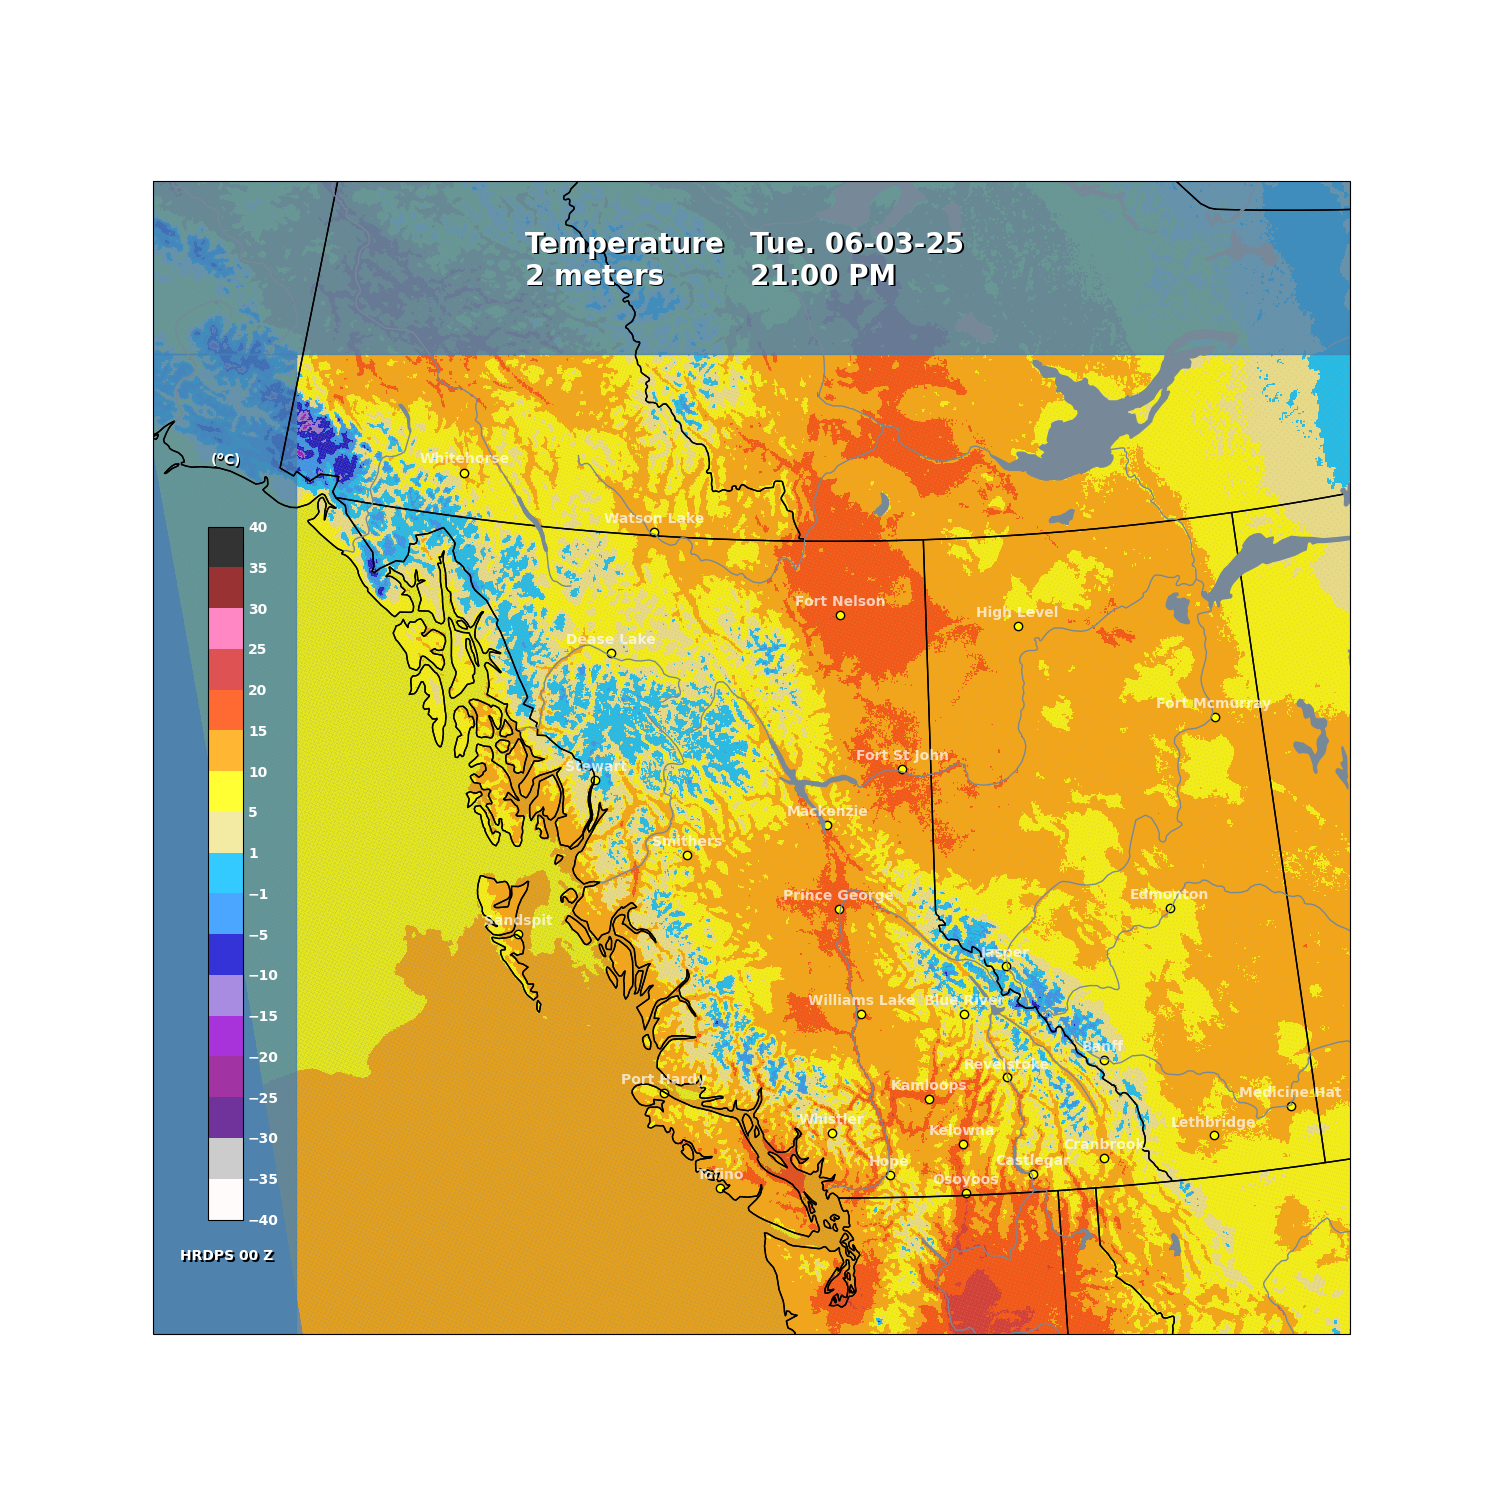 Temperature Tue. 06-03-25
2 meters 21:00 PM
Whitehorse
(°C)
Watson Lake
40
35
Fort Nelson
30
High Level
Dease Lake
25
20
Fort Mcmurray
15
Fort St John
Stewart
10
5
Mackenzie
Smithers
1
−1
Prince George
Edmonton
Sandspit
−5
Jasper
−10
Williams Lake Blue River
−15
Banff
−20
Revelstoke
Port Hardy
Kamloops
−25
Medicine Hat
Whistler
Lethbridge
Kelowna
−30
Cranbrook
Hope
Castlegar
Tofino
−35
Osoyoos
−40
HRDPS 00 Z